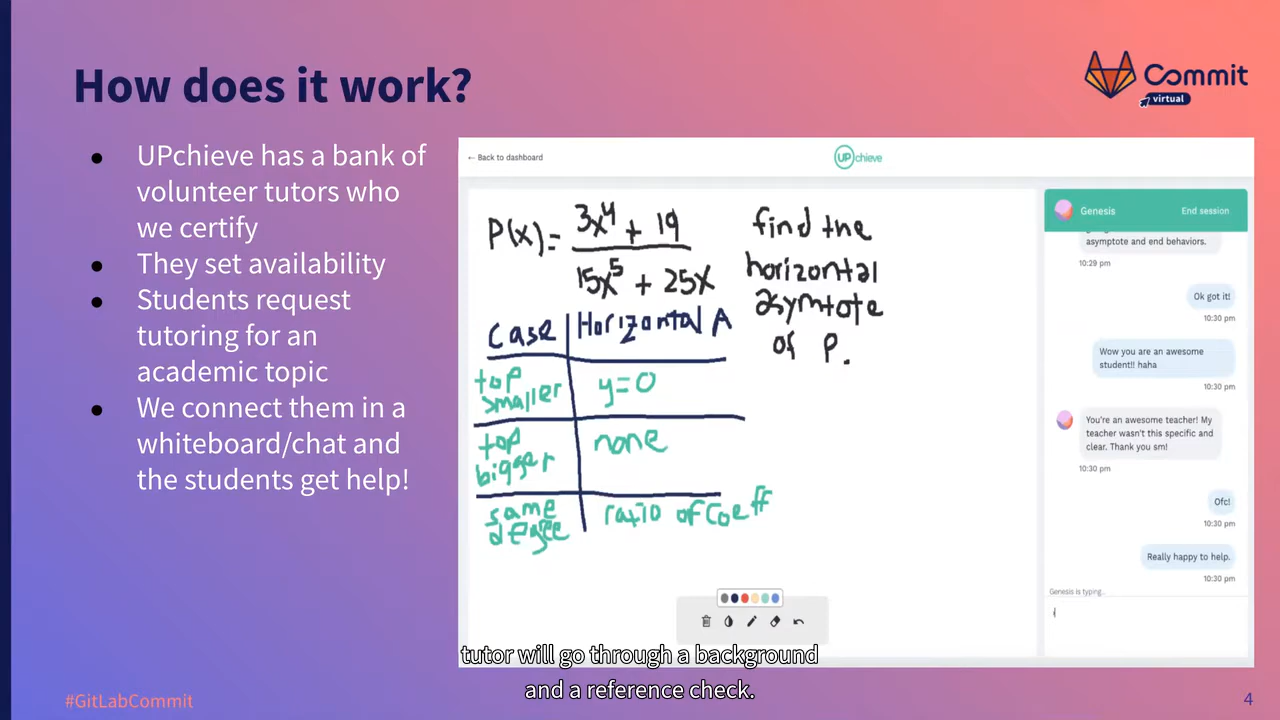 How does it work?
Commit
virtual
● UPchieve has a bank of
volunteer tutors who
we certify
● They set availability
● Students request
tutoring for an
academic topic
● We connect them in a
whiteboard/chat and
the students get help!
← Back to dashboard
UPchieve
P(x)= 3x⁴ + 19
15x⁵ + 25x
find the
horizontal
asymtote
of P.
Case Horizontal A
top
smaller y=0
top
bigger none
same
degee ratio of Coeff
Genesis End session
asymptote and end behaviors.
10:29 pm
Ok got it!
10:30 pm
Wow you are an awesome
student!! haha
10:30 pm
You're an awesome teacher! My
teacher wasn't this specific and
clear. Thank you sm!
10:30 pm
Ofc!
10:30 pm
Really happy to help.
10:30 pm
Genesis is typing..
tutor will go through a background
and a reference check.
#GitLabCommit
4